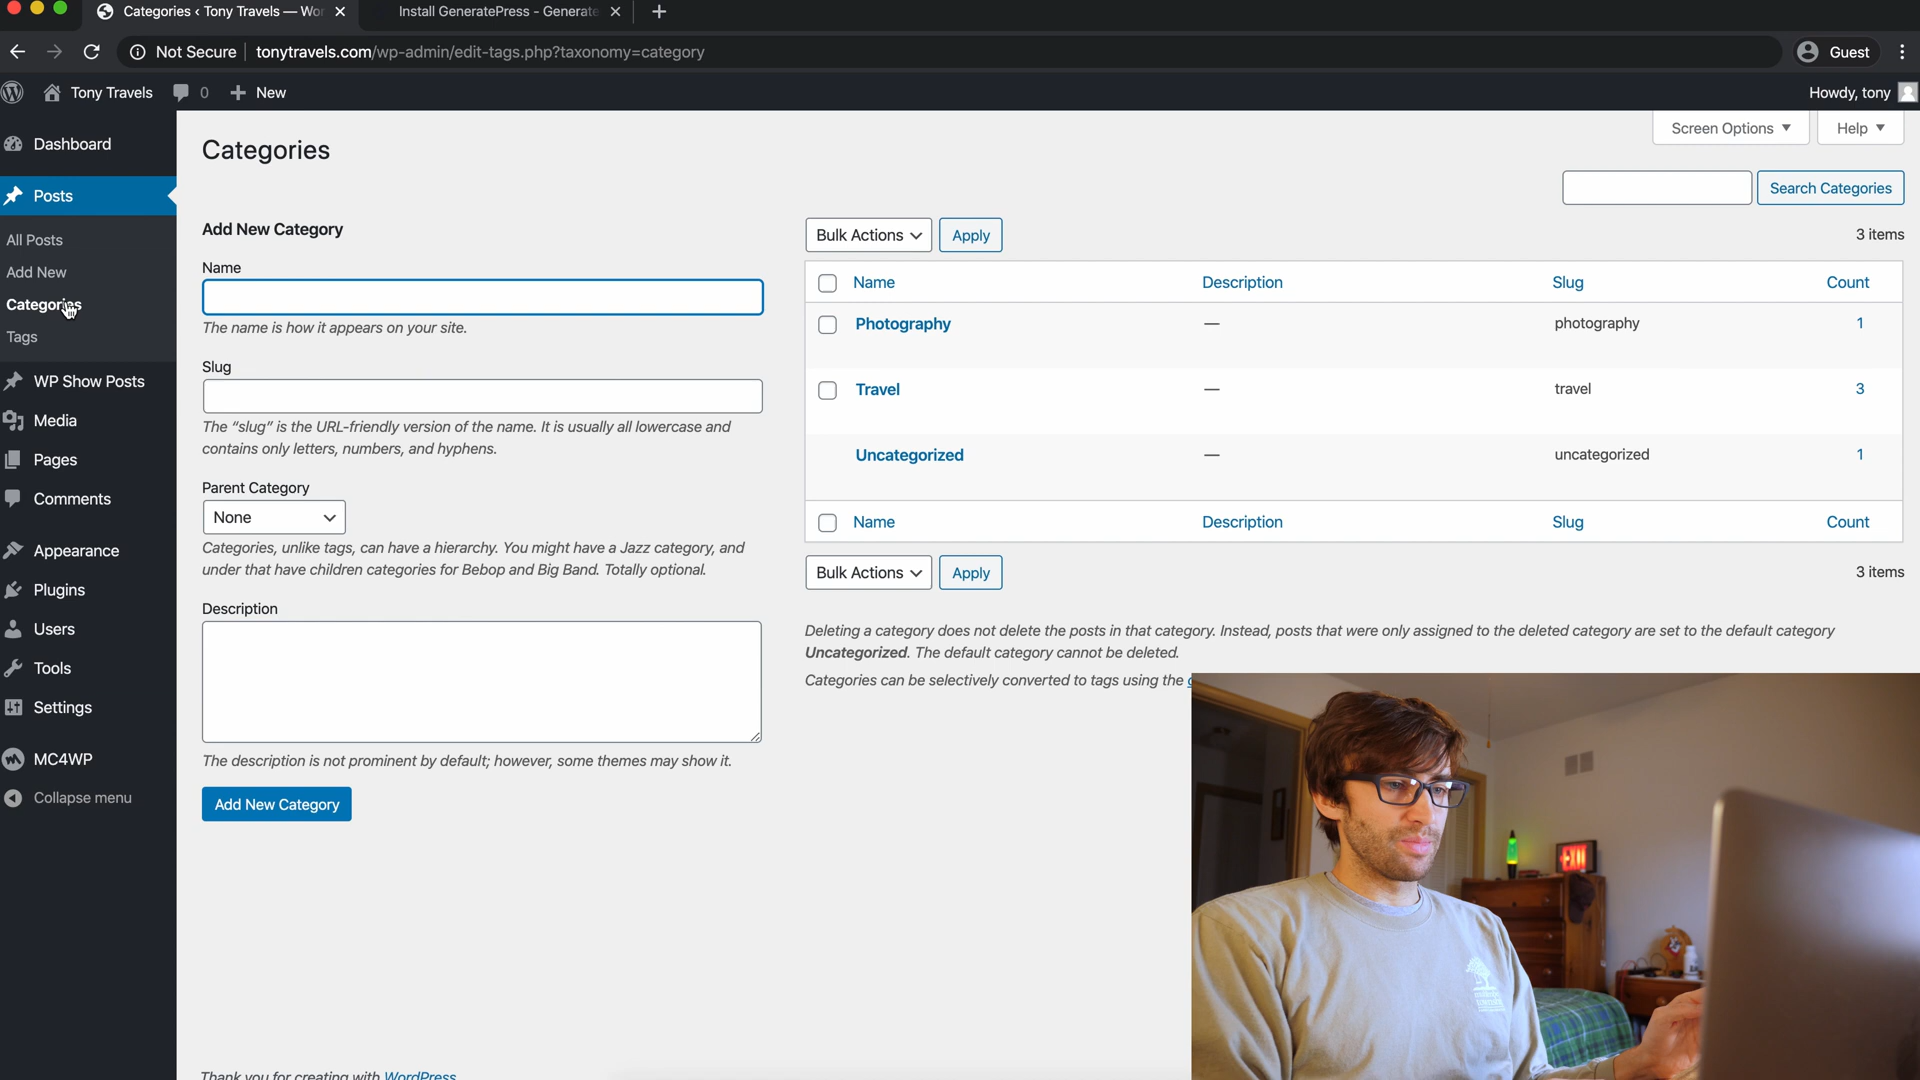 Categories ‹ Tony Travels — Wor
Install GeneratePress - Generate
Not Secure
tonytravels.com/wp-admin/edit-tags.php?taxonomy=category
Guest
Tony Travels
0
New
Howdy, tony
Dashboard
Posts
All Posts
Add New
Categories
Tags
WP Show Posts
Media
Pages
Comments
Appearance
Plugins
Users
Tools
Settings
MC4WP
Collapse menu
Screen Options
Help
Categories
Search Categories
Add New Category
Name
The name is how it appears on your site.
Slug
The “slug” is the URL-friendly version of the name. It is usually all lowercase and
contains only letters, numbers, and hyphens.
Parent Category
None
Categories, unlike tags, can have a hierarchy. You might have a Jazz category, and
under that have children categories for Bebop and Big Band. Totally optional.
Description
The description is not prominent by default; however, some themes may show it.
Add New Category
Bulk Actions
Apply
3 items
Name Description Slug Count
Photography — photography 1
Travel — travel 3
Uncategorized — uncategorized 1
Name Description Slug Count
Bulk Actions
Apply
3 items
Deleting a category does not delete the posts in that category. Instead, posts that were only assigned to the deleted category are set to the default category
Uncategorized. The default category cannot be deleted.
Categories can be selectively converted to tags using the
EXIT
Thank you for creating with WordPress